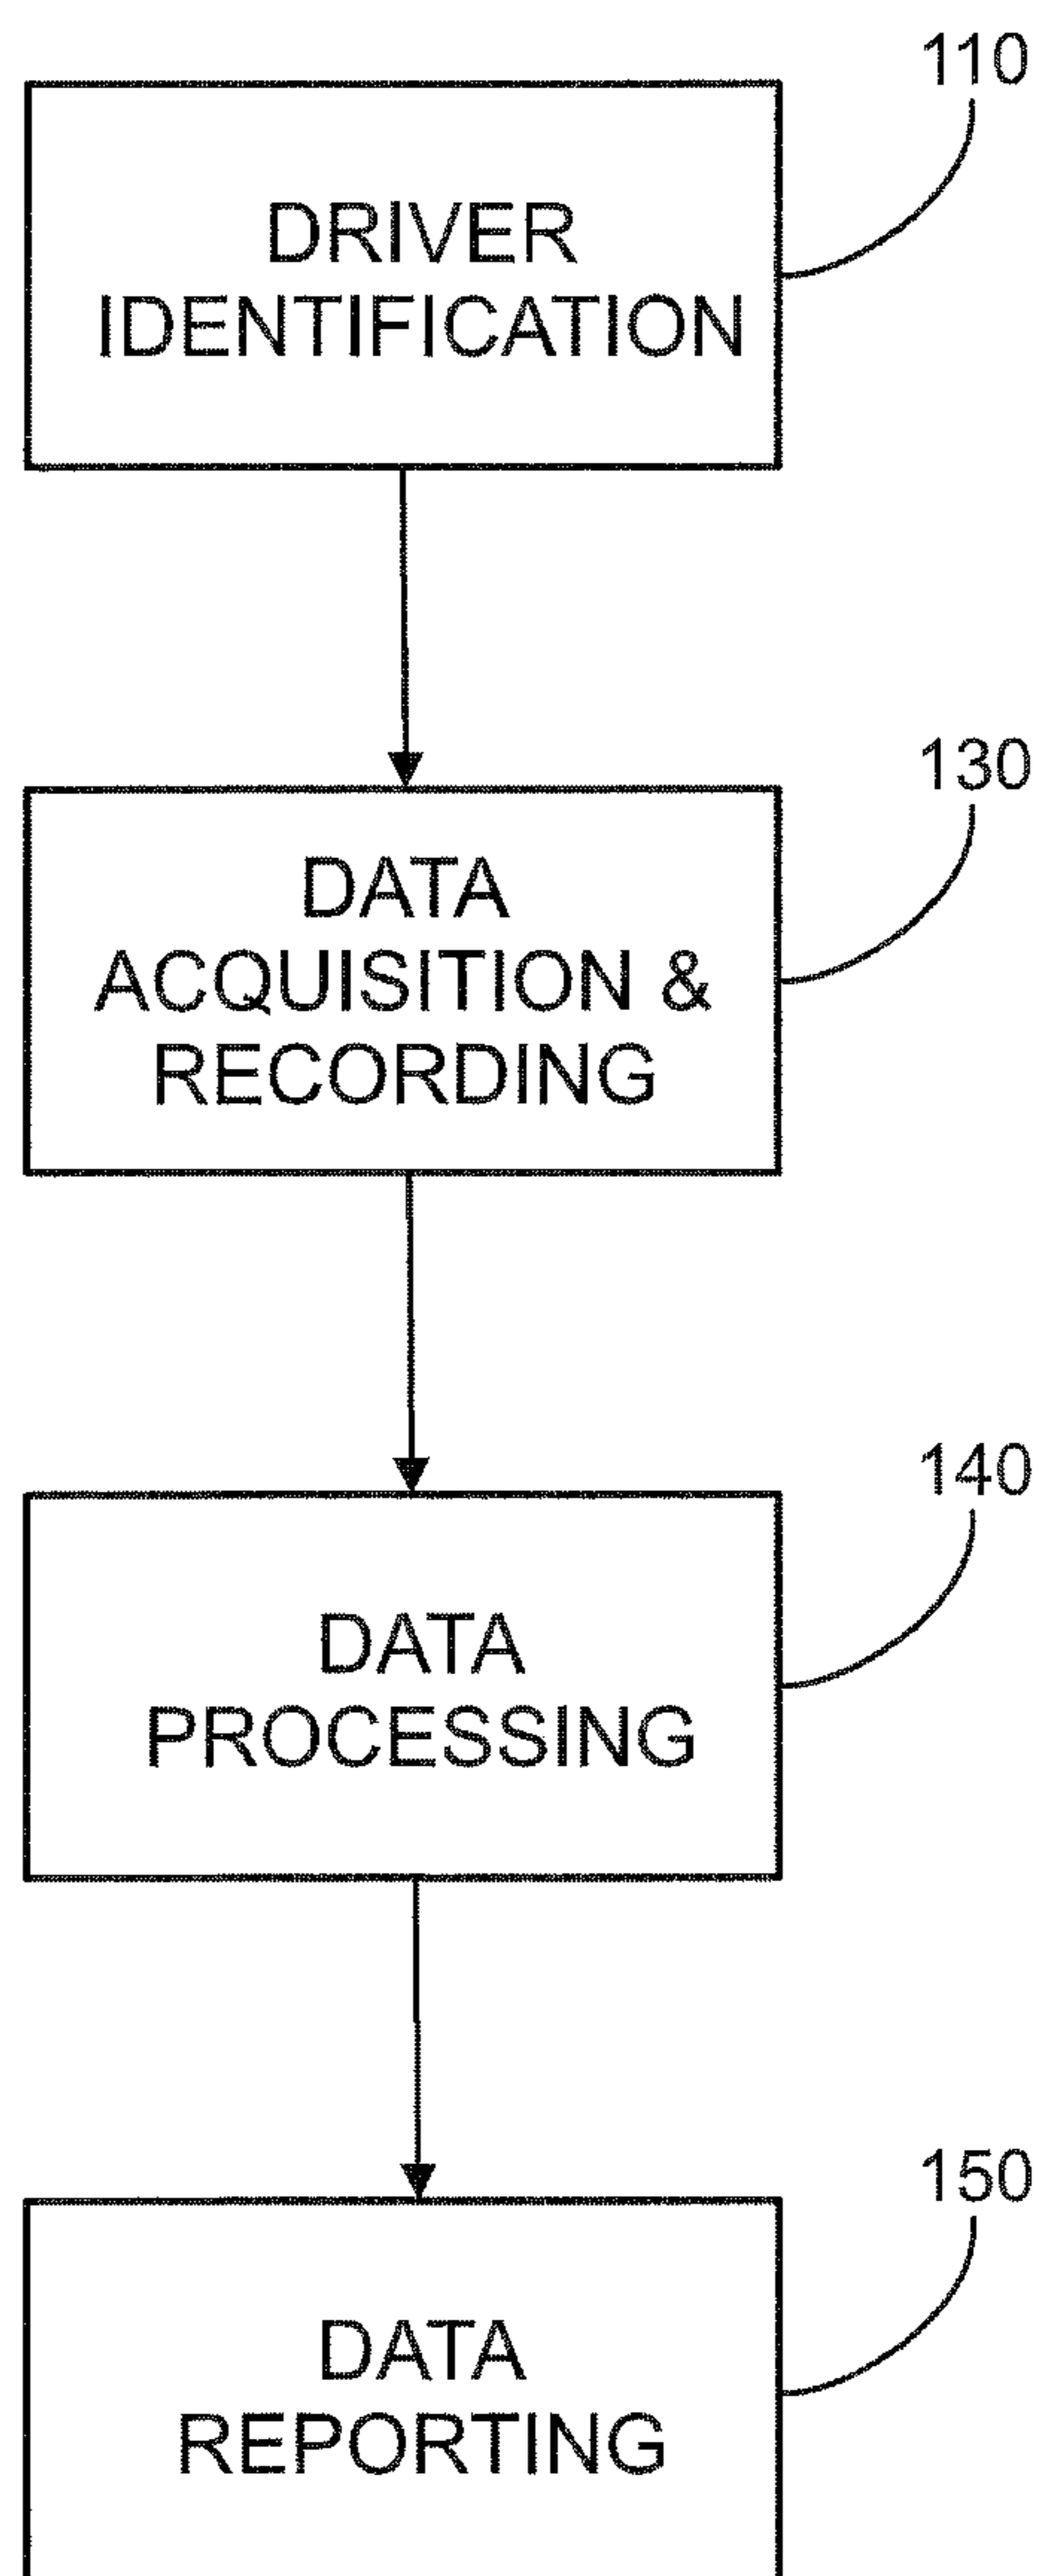 110
DRIVER
IDENTIFICATION
130
DATA
ACQUISITION &
RECORDING
140
DATA
PROCESSING
150
DATA
REPORTING